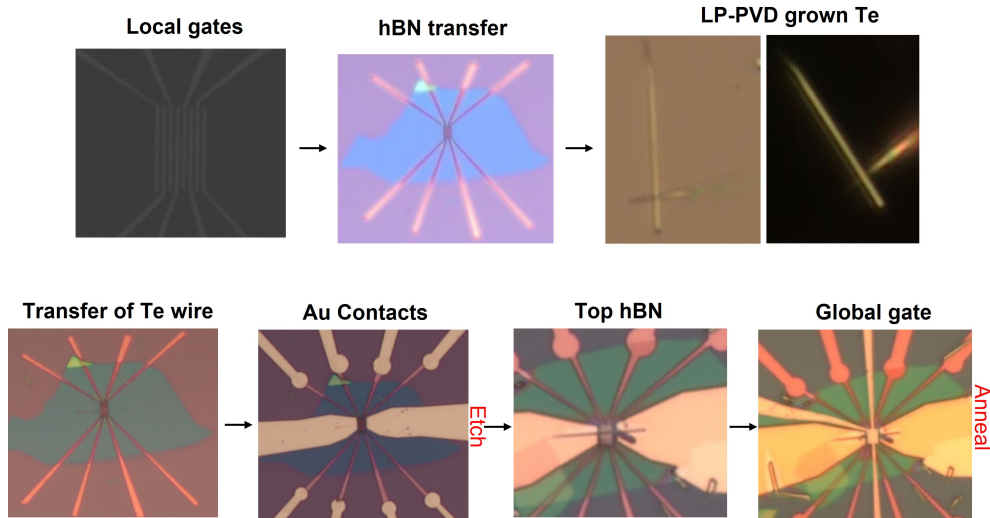 Local gates
hBN transfer
LP-PVD grown Te
Transfer of Te wire
Au Contacts
Etch
Top hBN
Global gate
Anneal